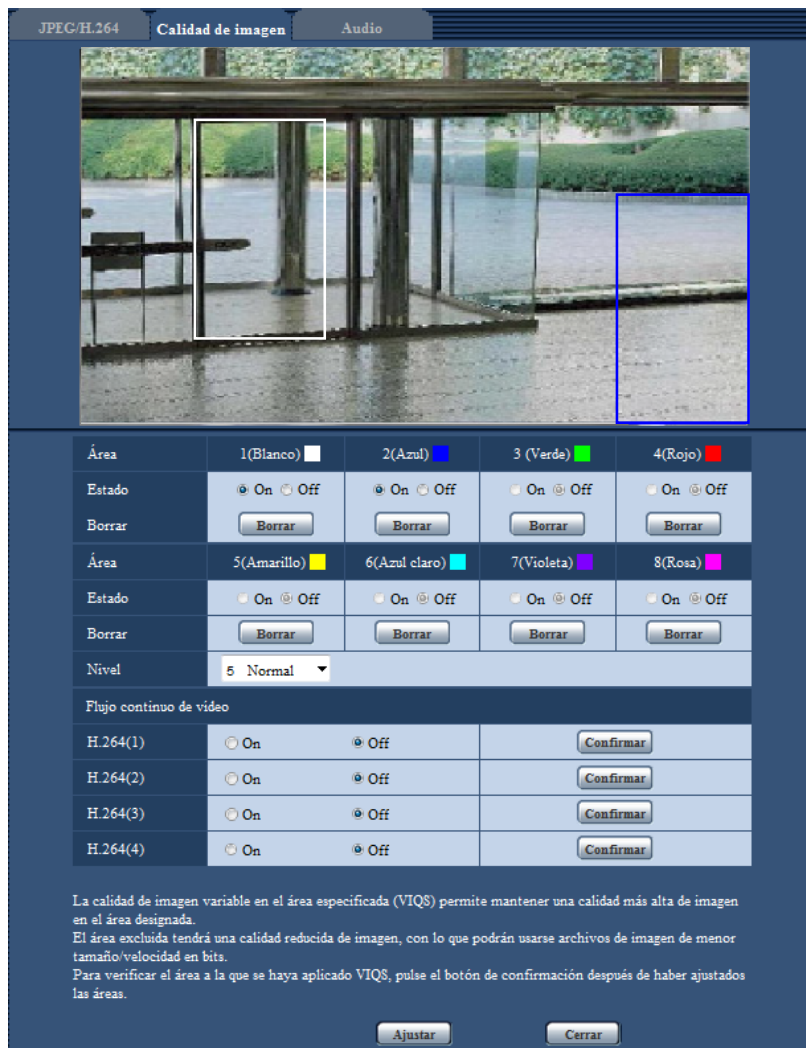 JPEG/H.264 Calidad de imagen Audio
Área 1(Blanco) 2(Azul) 3 (Verde) 4(Rojo)
Estado On Off On Off On Off On Off
Borrar Borrar Borrar Borrar Borrar
Área 5(Amarillo) 6(Azul claro) 7(Violeta) 8(Rosa)
Estado On Off On Off On Off On Off
Borrar Borrar Borrar Borrar Borrar
Nivel 5 Normal
Flujo continuo de video
H.264(1) On Off Confirmar
H.264(2) On Off Confirmar
H.264(3) On Off Confirmar
H.264(4) On Off Confirmar
La calidad de imagen variable en el área especificada (VIQS) permite mantener una calidad más alta de imagen
en el área designada.
El área excluida tendrá una calidad reducida de imagen, con lo que podrán usarse archivos de imagen de menor
tamaño/velocidad en bits.
Para verificar el área a la que se haya aplicado VIQS, pulse el botón de confirmación después de haber ajustados
las áreas.
Ajustar Cerrar